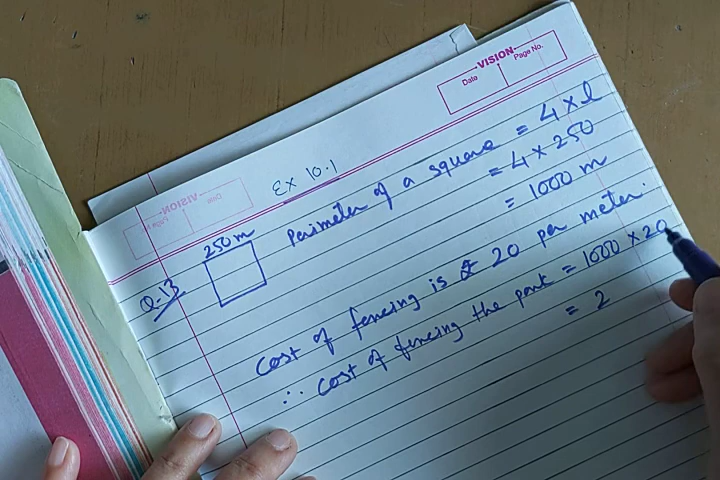 VISION
Date
Page No.
Ex 10.1
Q.13
250 m
Perimeter of a square = 4 × l
= 4 × 250
= 1000 m
Cost of fencing is ₹ 20 per meter.
∴ Cost of fencing the park = 1000 × 20
= 2